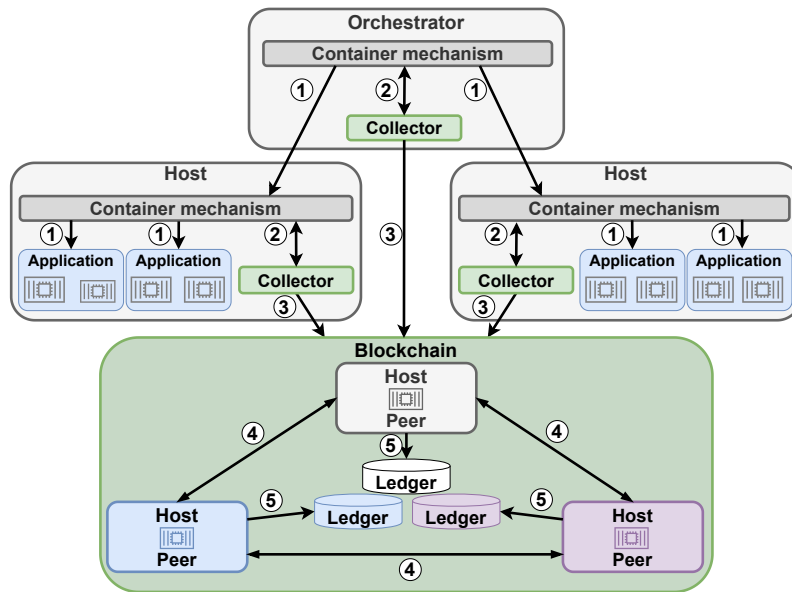 Orchestrator
Container mechanism
1
2
1
Collector
Host
Container mechanism
1
1
2
Application
Application
Collector
3
3
Host
Container mechanism
2
1
1
Collector
Application
Application
3
Blockchain
Host
Peer
4
4
5
Ledger
5
5
Ledger
Ledger
Host
Peer
Host
Peer
4